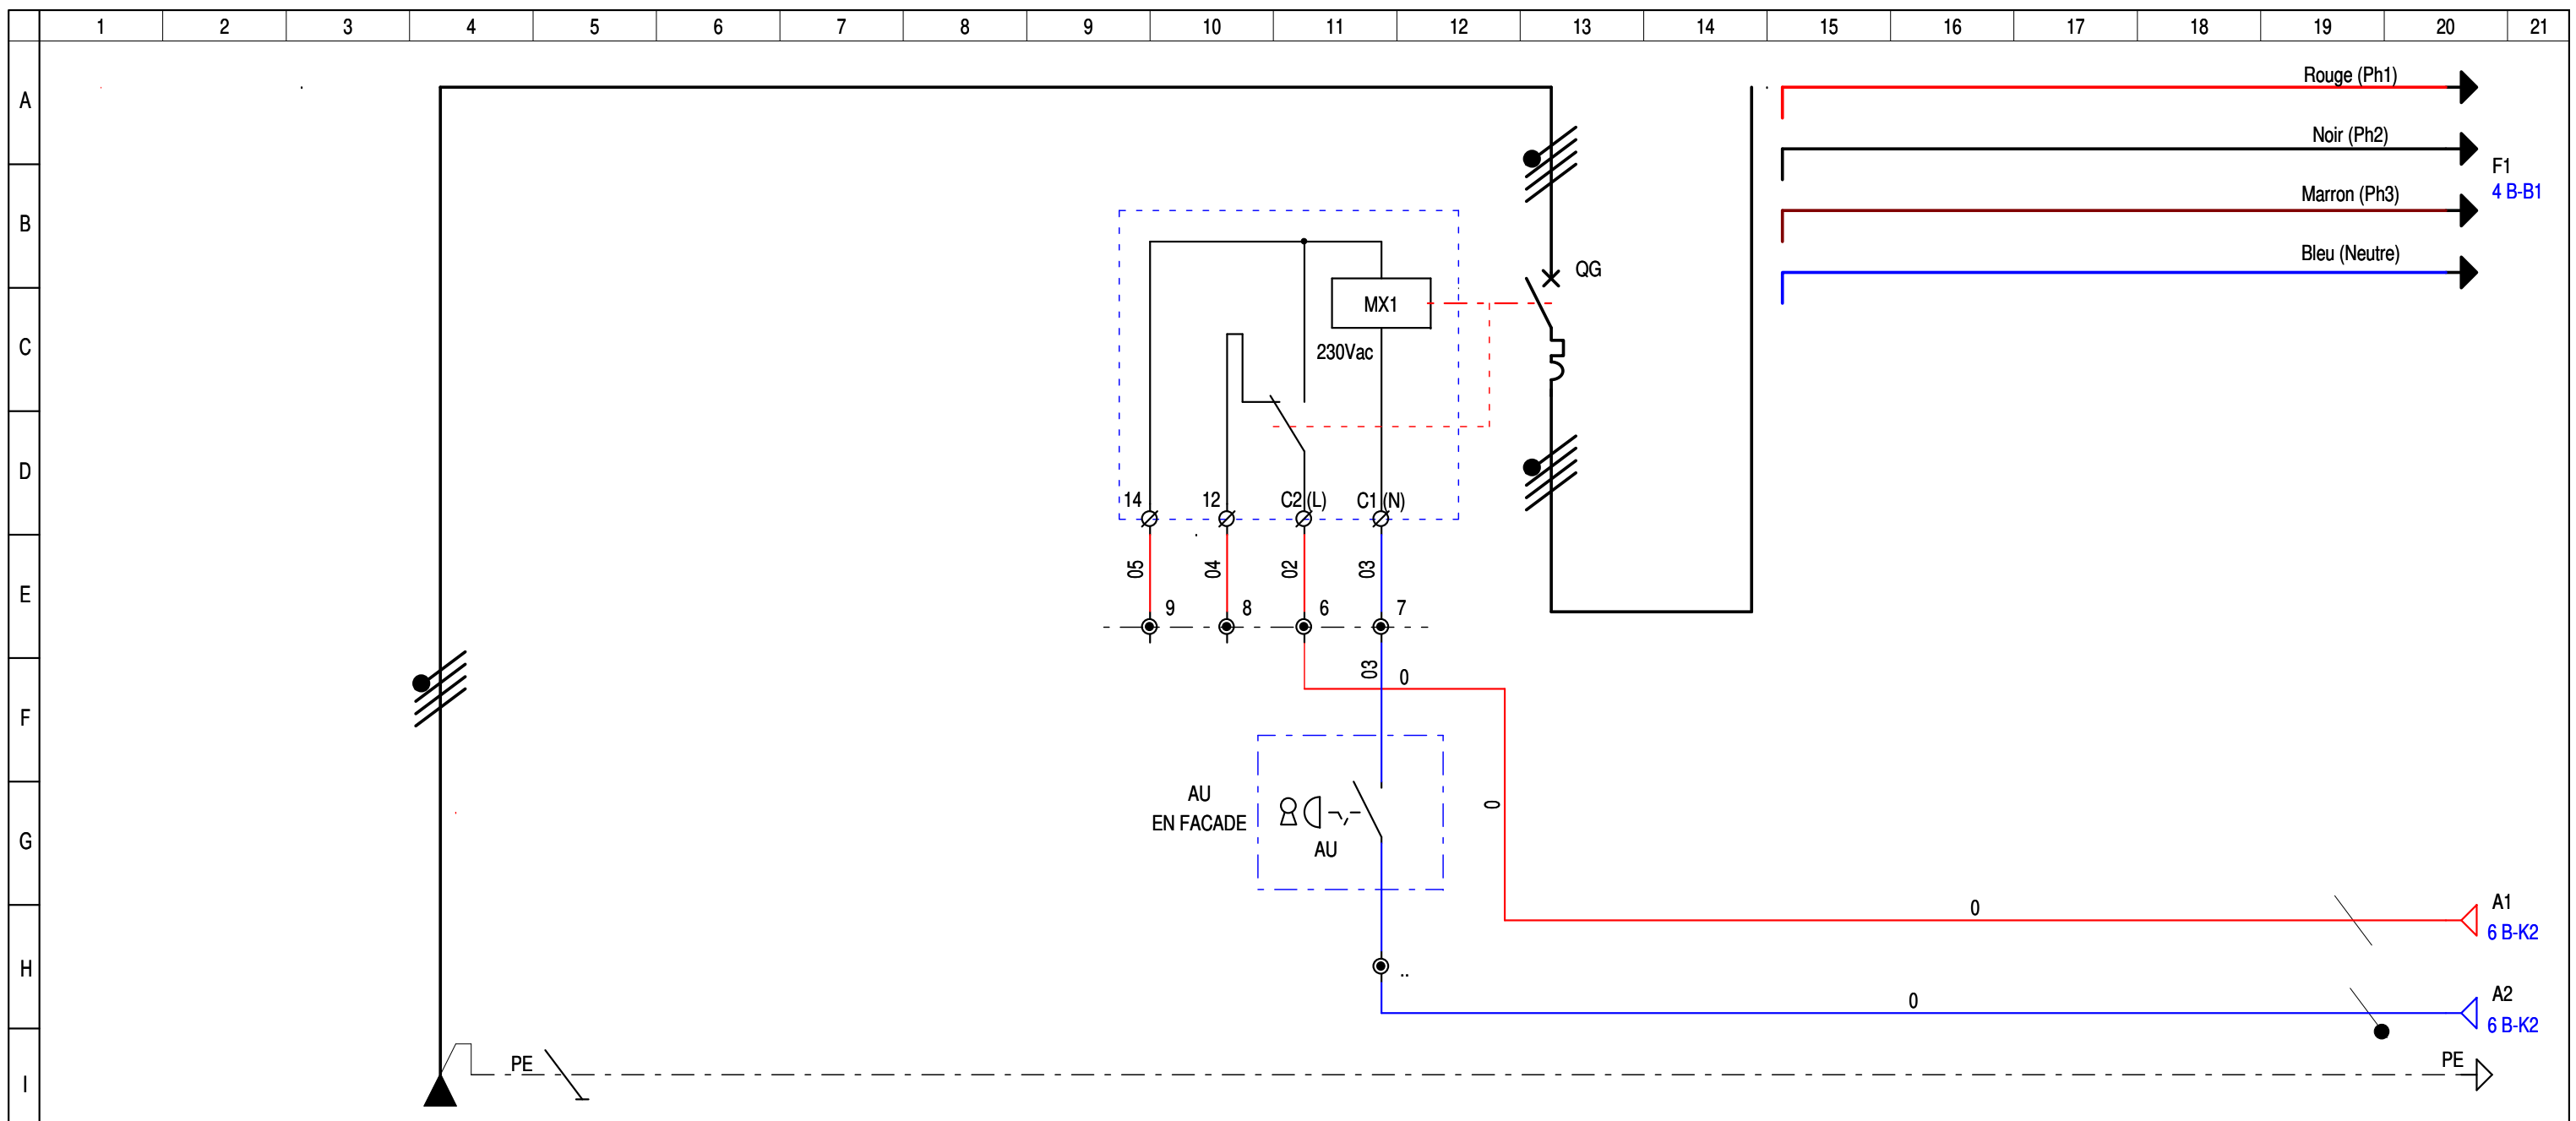 1 2 3 4 5 6 7 8 9 10 11 12 13 14 15 16 17 18 19 20 21
A
Rouge (Ph1)
Noir (Ph2)
F1
4 B-B1
B
Marron (Ph3)
Bleu (Neutre)
QG
MX1
C
230Vac
D
14 12 C2 (L) C1 (N)
E
05 04 02 03
9 8 6 7
03
0
F
AU
EN FACADE
0
G
AU
A1
0
6 B-K2
H
..
A2
0
6 B-K2
PE
PE
I